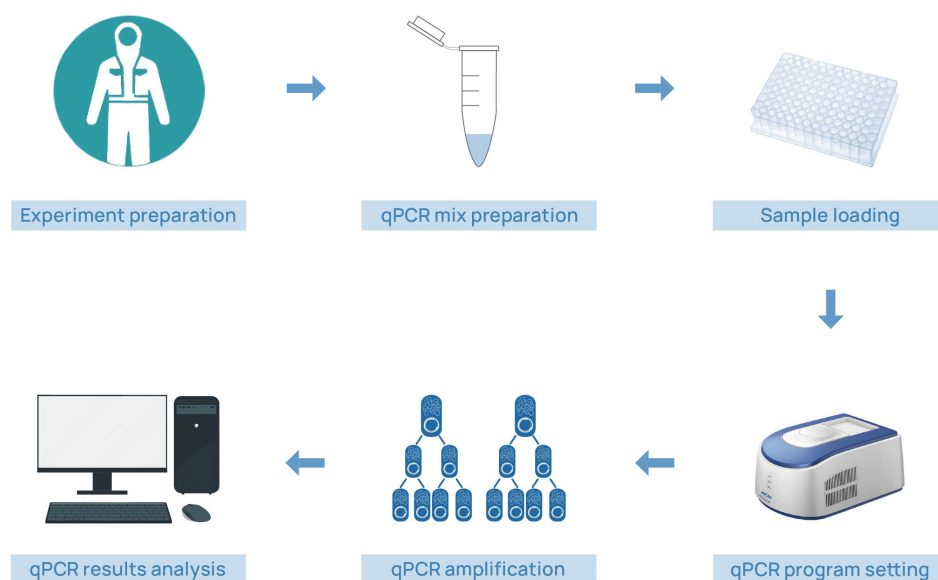 Experiment preparation
qPCR mix preparation
Sample loading
qPCR results analysis
qPCR amplification
qPCR program setting